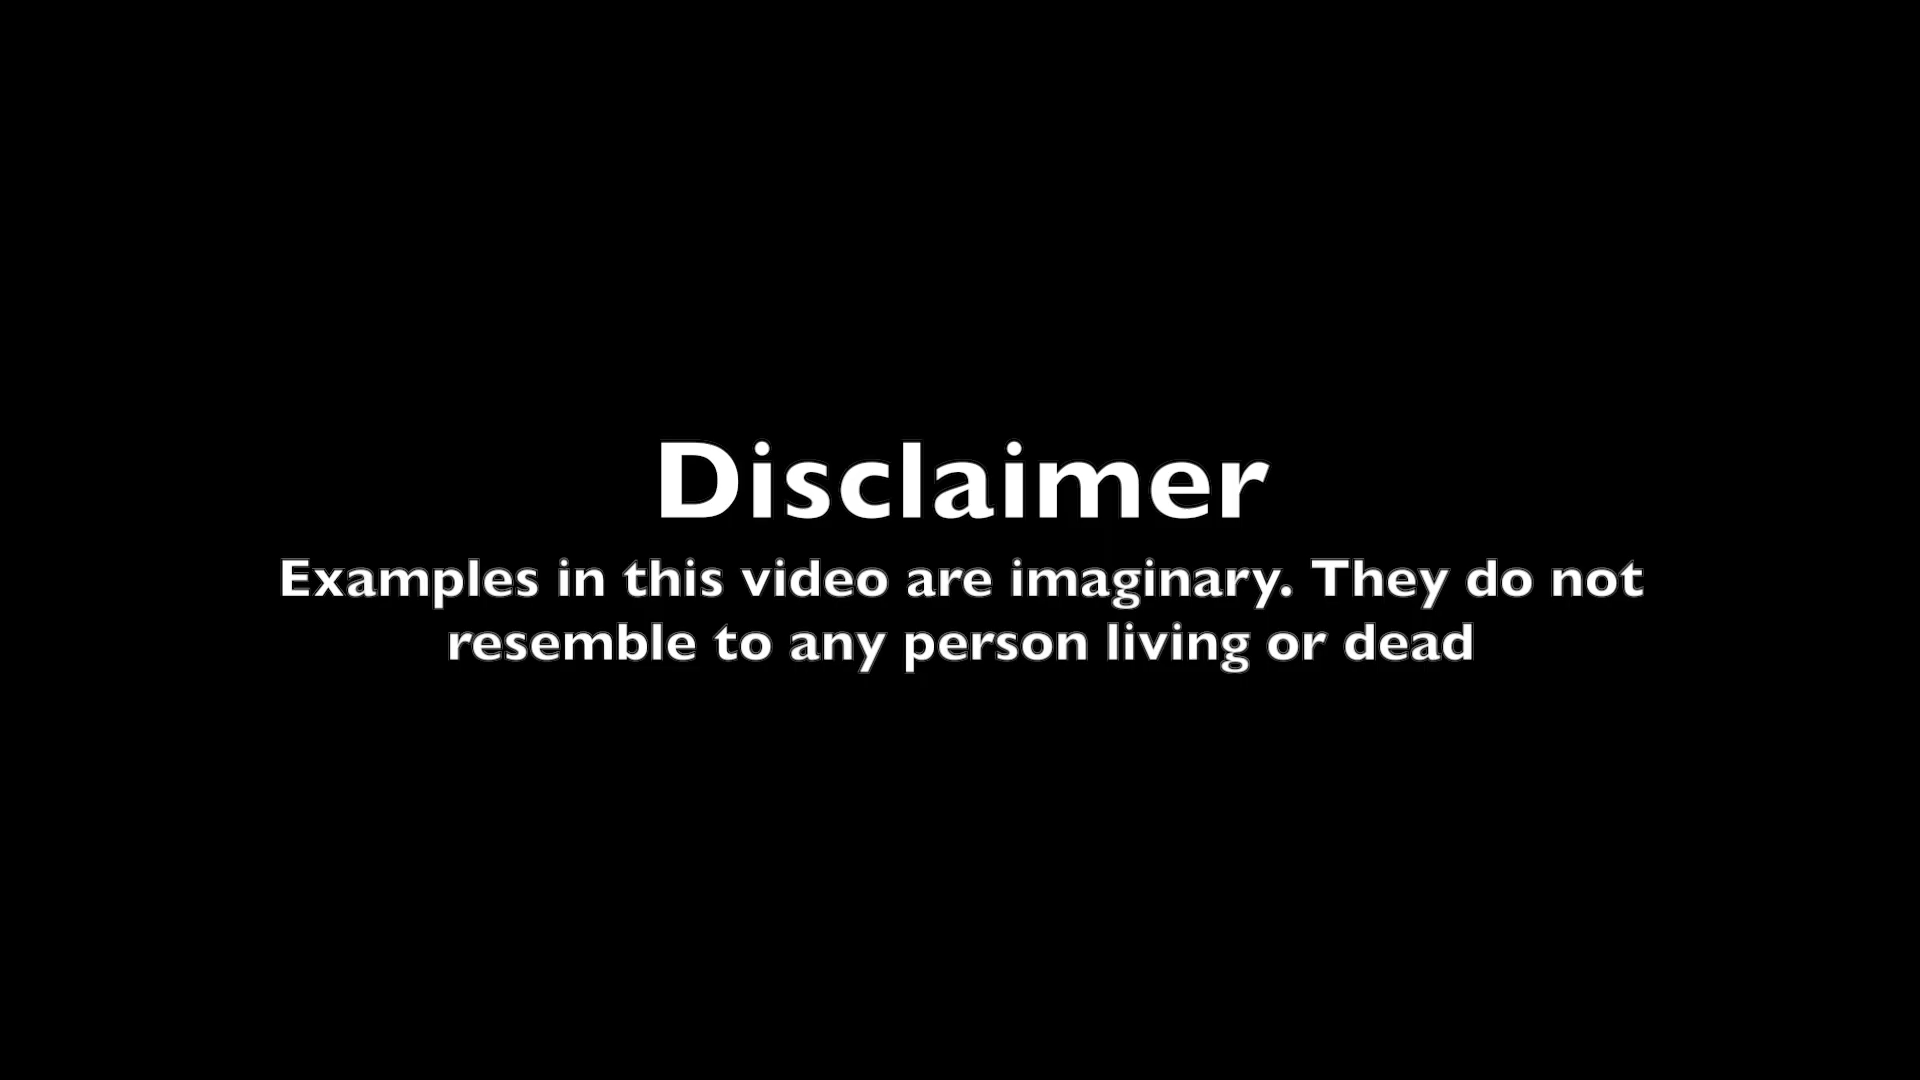 Disclaimer
Examples in this video are imaginary. They do not
resemble to any person living or dead